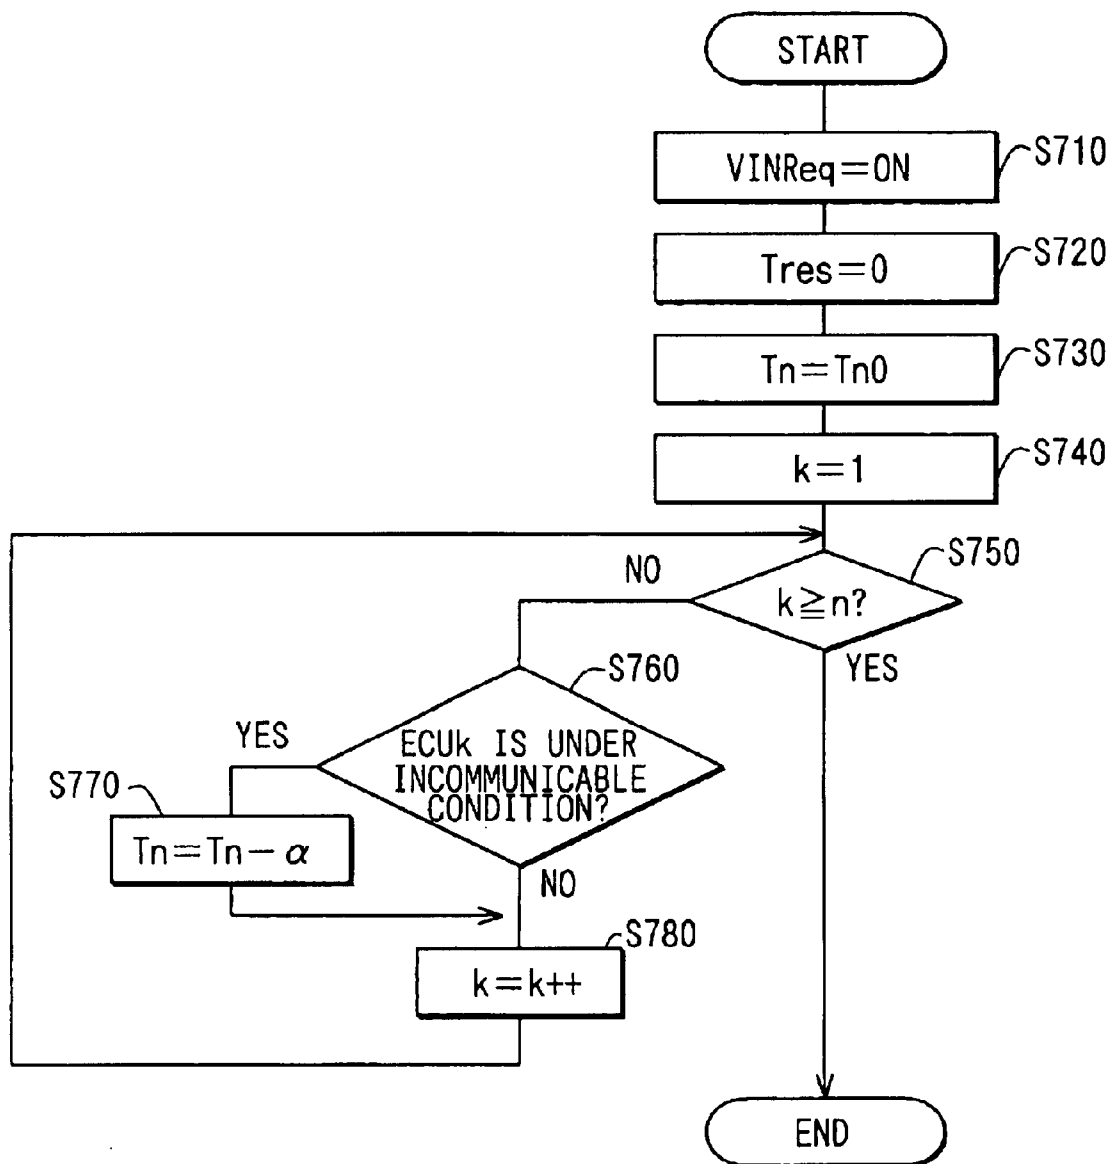 START
VINReq=ON
S710
Tres=0
S720
Tn=Tn0
S730
k=1
S740
k≧n?
S750
NO
YES
ECUk IS UNDER
INCOMMUNICABLE
CONDITION?
S760
YES
NO
Tn=Tn-α
S770
k=k++
S780
END